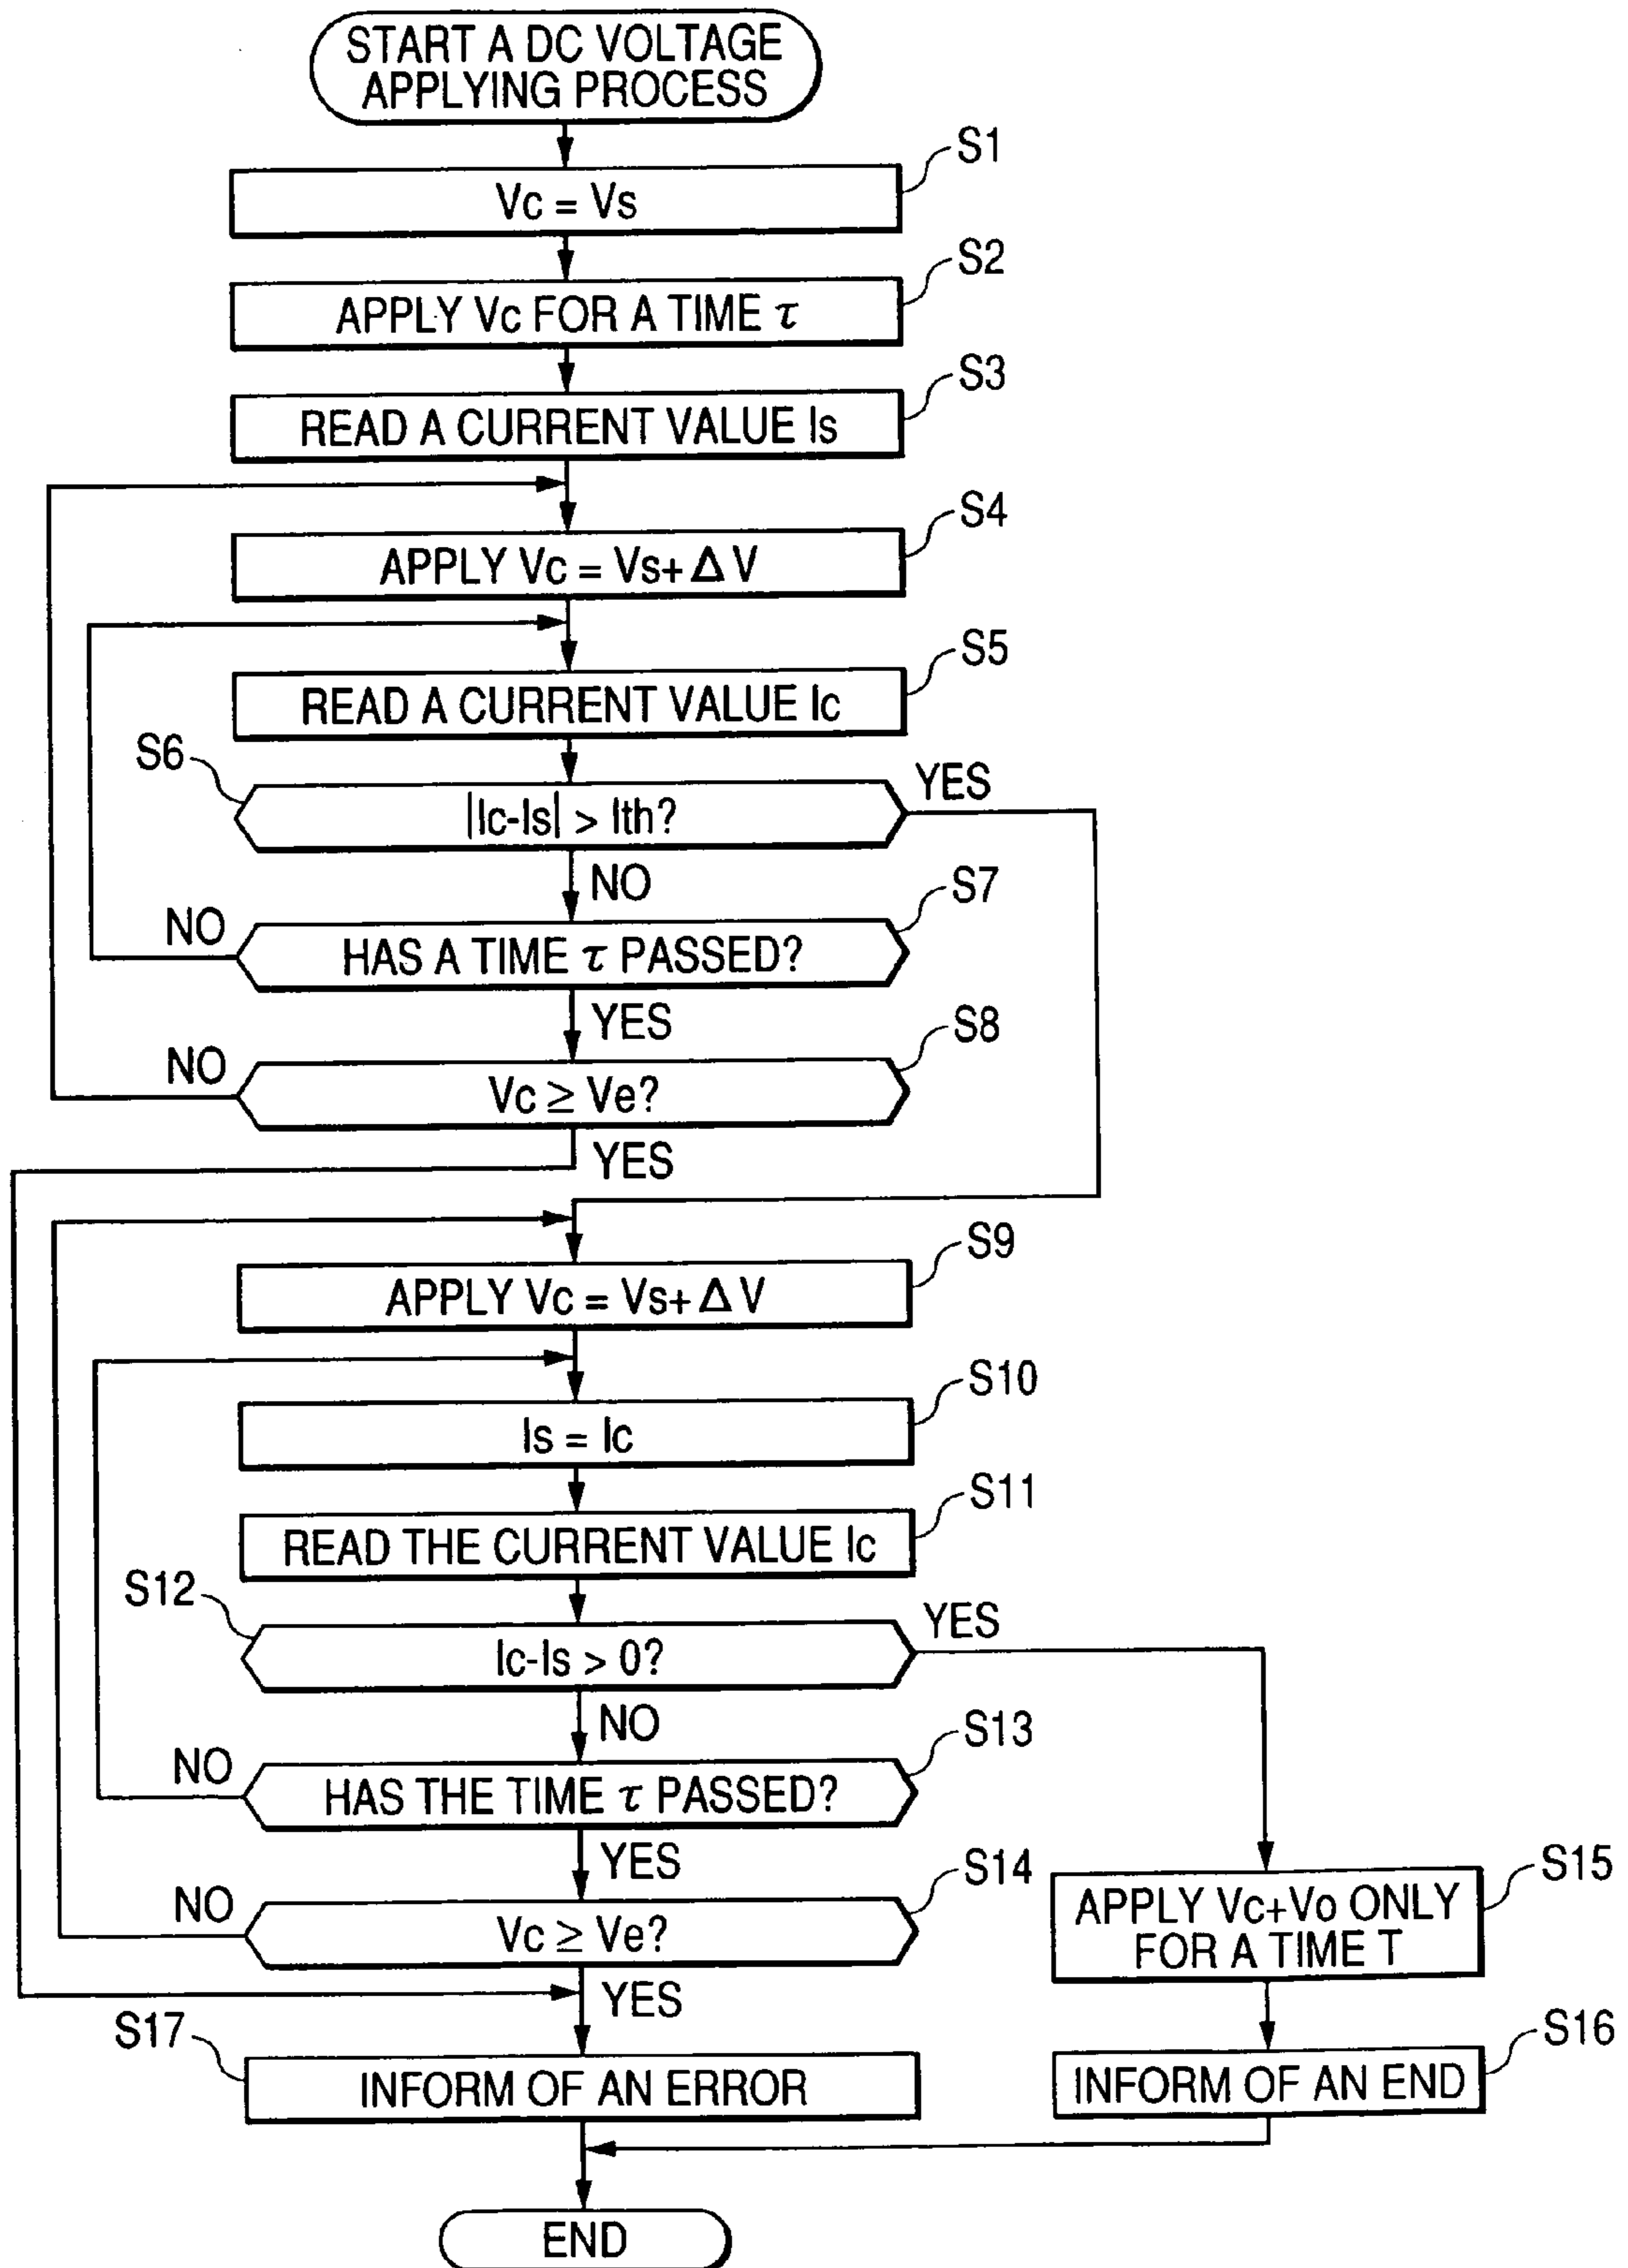 START A DC VOLTAGE
APPLYING PROCESS
S1
Vc = Vs
S2
APPLY Vc FOR A TIME τ
S3
READ A CURRENT VALUE Is
S4
APPLY Vc = Vs+ Δ V
S5
READ A CURRENT VALUE Ic
S6
|Ic-Is| > Ith?
YES
NO
S7
HAS A TIME τ PASSED?
NO
YES
S8
Vc ≥ Ve?
NO
YES
S9
APPLY Vc = Vs+ Δ V
S10
Is = Ic
S11
READ THE CURRENT VALUE Ic
S12
Ic-Is > 0?
YES
NO
S13
HAS THE TIME τ PASSED?
NO
YES
S14
Vc ≥ Ve?
NO
YES
S15
APPLY Vc+Vo ONLY
FOR A TIME T
S17
INFORM OF AN ERROR
S16
INFORM OF AN END
END